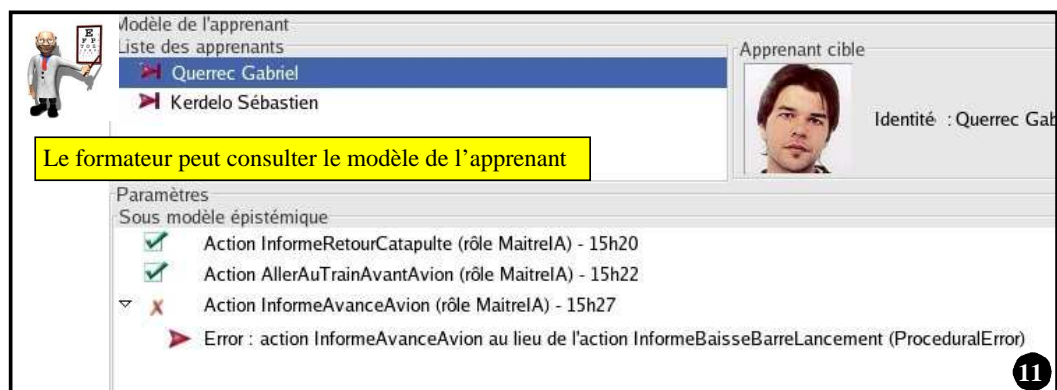 Modèle de l'apprenant
Liste des apprenants
Querrec Gabriel
Kerdelo Sébastien
Apprenant cible
Identité : Querrec Gab
Le formateur peut consulter le modèle de l'apprenant
Paramètres
Sous modèle épistémique
Action InformeRetourCatapulte (rôle MaitreIA) - 15h20
Action AllerAuTrainAvantAvion (rôle MaitreIA) - 15h22
Action InformeAvanceAvion (rôle MaitreIA) - 15h27
Error : action InformeAvanceAvion au lieu de l'action InformeBaisseBarreLancement (ProceduralError)
11